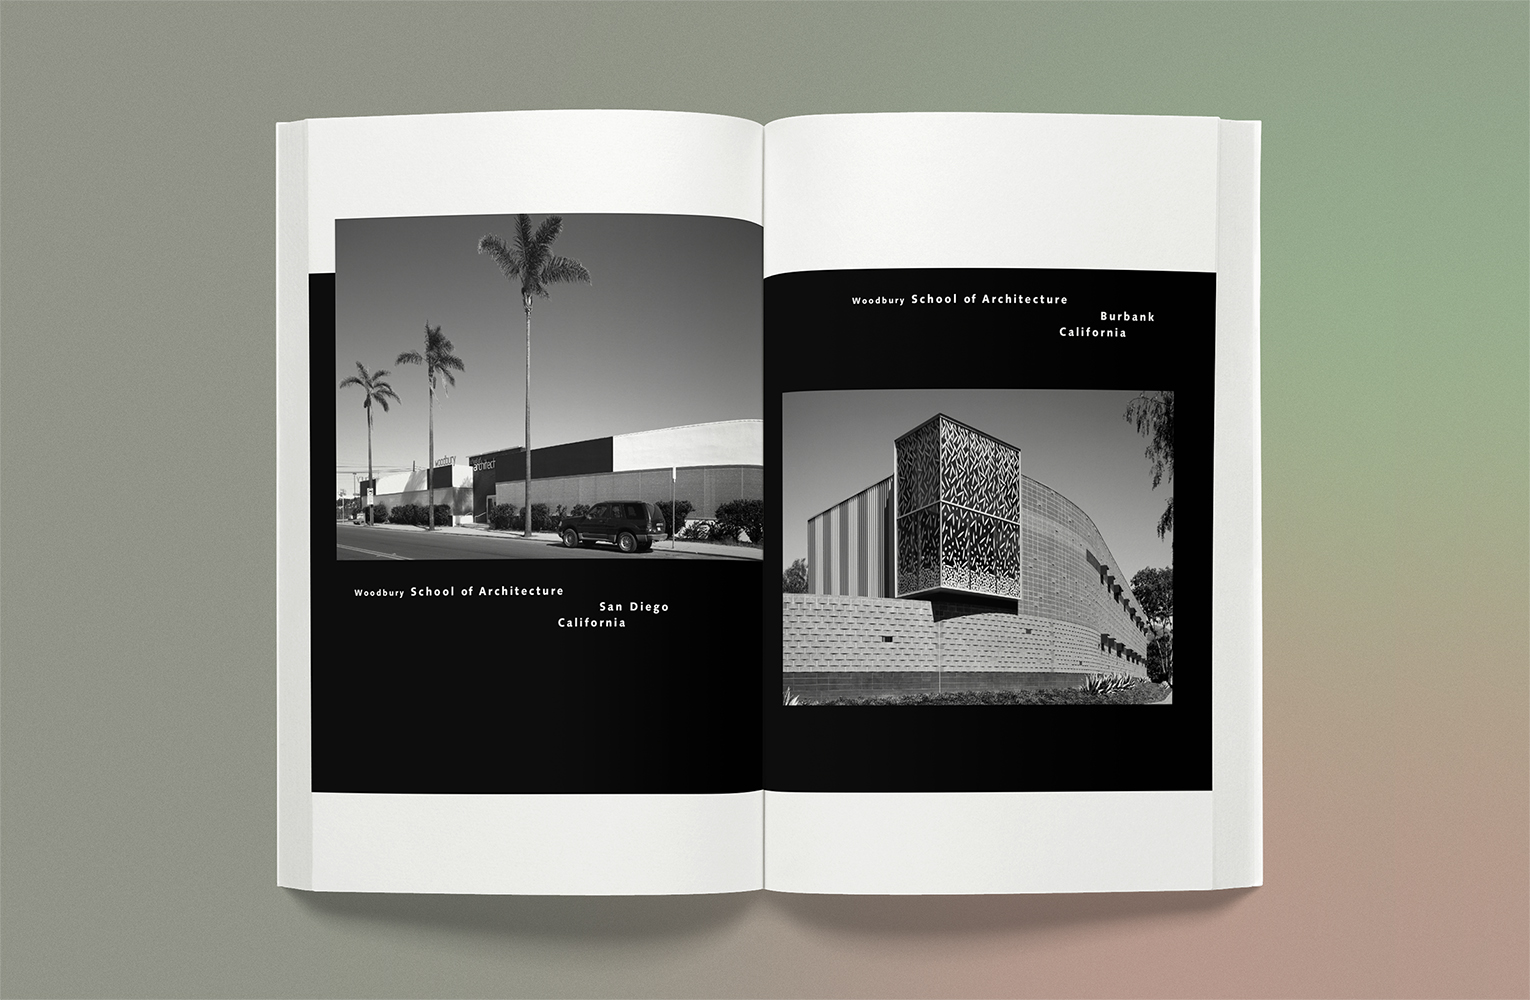 woodbury
architect
Woodbury School of Architecture
San Diego
California
Woodbury School of Architecture
Burbank
California